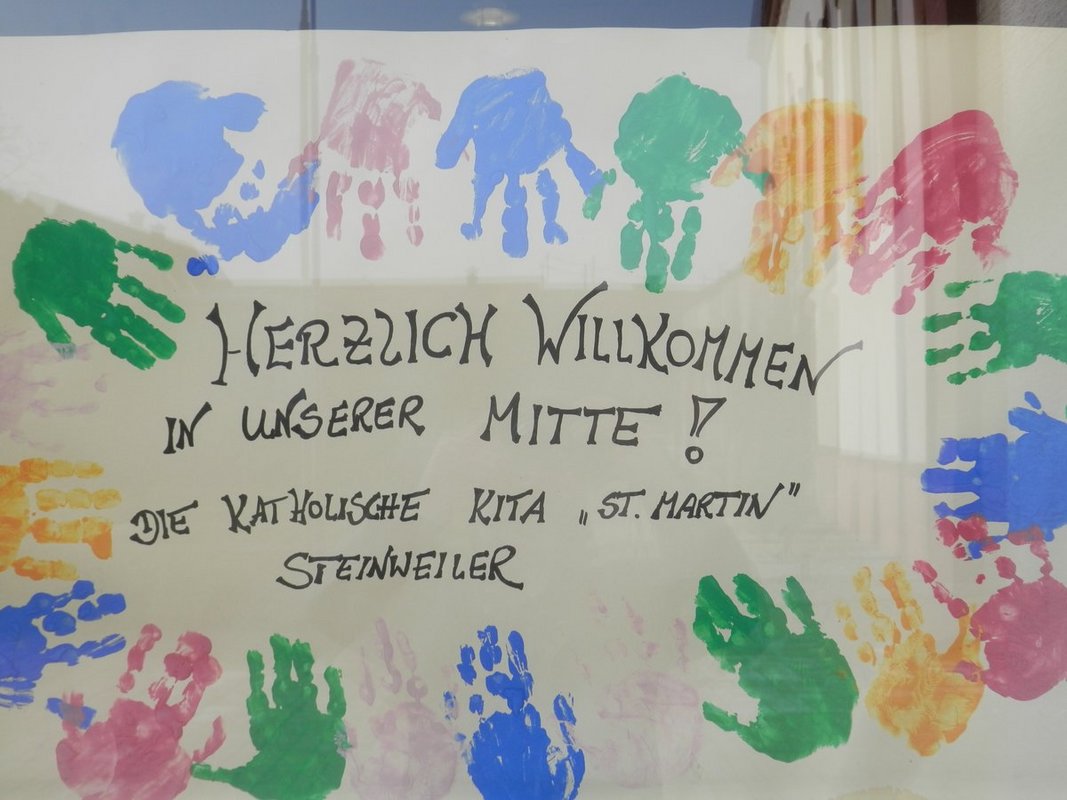 HERZLICH WILLKOMMEN
IN UNSERER MITTE!
DIE KATHOLISCHE KITA „ST. MARTIN"
STEINWEILER